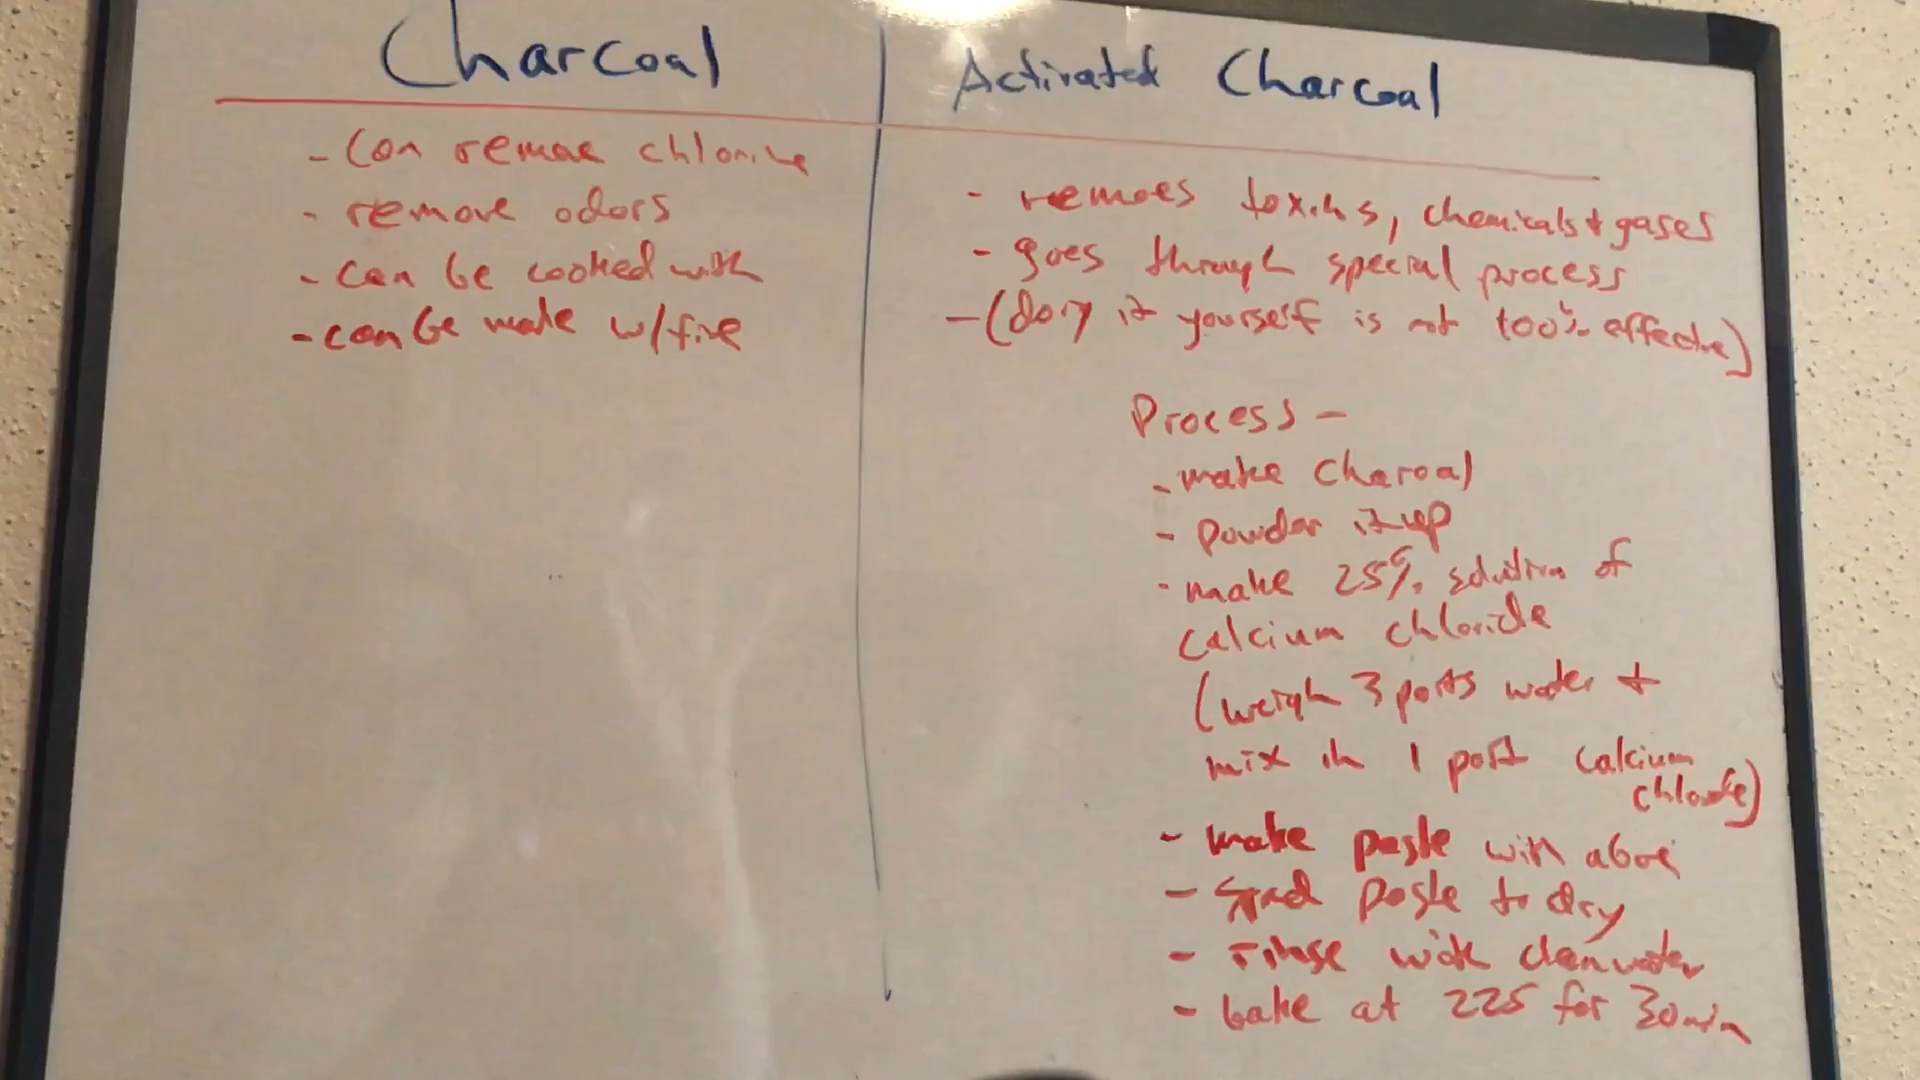 Charcoal
- Can remove chlorine
- remove odors
- can be cooked with
- can be made w/fire
Activated Charcoal
- removes toxins, chemicals + gases
- goes through special process
- (doing it yourself is not 100% effective)
Process -
- make Charoal
- Powder it up
- make 25% solution of
calcium chloride
(weigh 3 parts water +
mix in 1 part calcium
chloride)
- make paste with above
- spread paste to dry
- rinse with clean water
- bake at 225 for 30 min